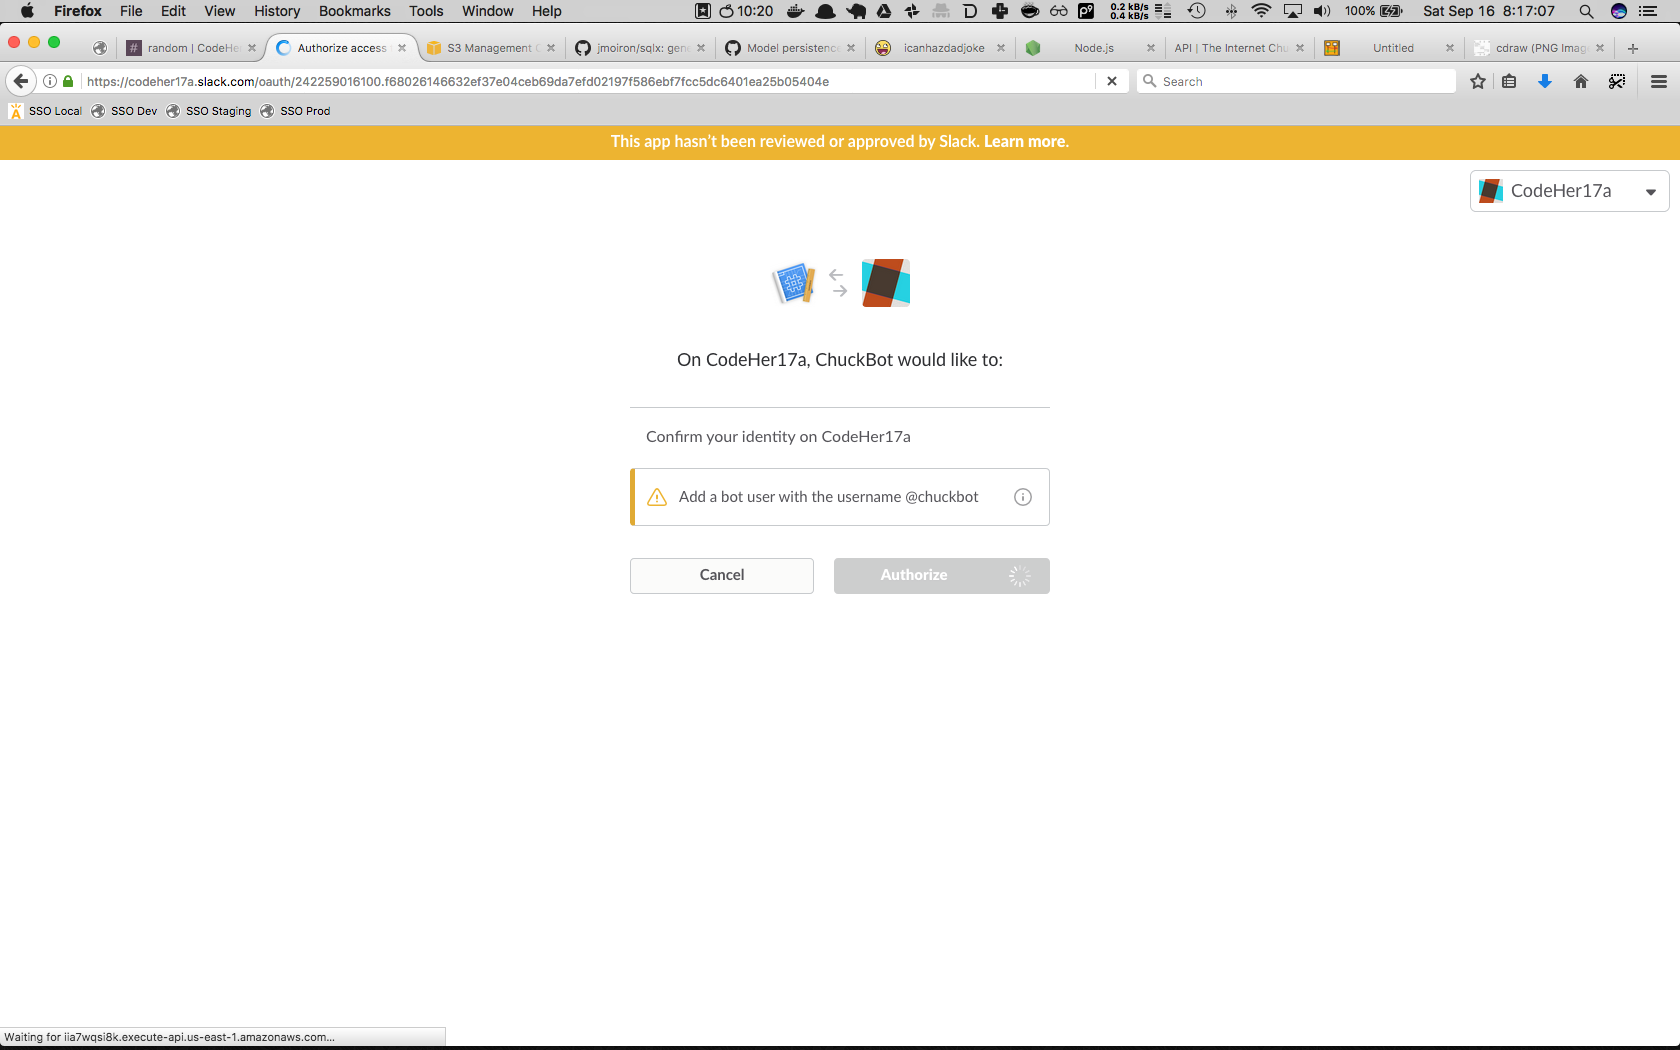 Firefox File Edit View History Bookmarks Tools Window Help 10:20 0.2 kB/s 0.4 kB/s 100% Sat Sep 16 8:17:07
random | CodeHe Authorize access S3 Management C jmoiron/sqlx: gen Model persistenc icanhazdadjoke Node.js API | The Internet Chu Untitled cdraw (PNG Imag
https://codeher17a.slack.com/oauth/242259016100.f68026146632ef37e04ceb69da7efd02197f586ebf7fcc5dc6401ea25b05404e Search
SSO Local SSO Dev SSO Staging SSO Prod
This app hasn't been reviewed or approved by Slack. Learn more.
CodeHer17a
On CodeHer17a, ChuckBot would like to:
Confirm your identity on CodeHer17a
Add a bot user with the username @chuckbot
Cancel Authorize
Waiting for iia7wqsi8k.execute-api.us-east-1.amazonaws.com...